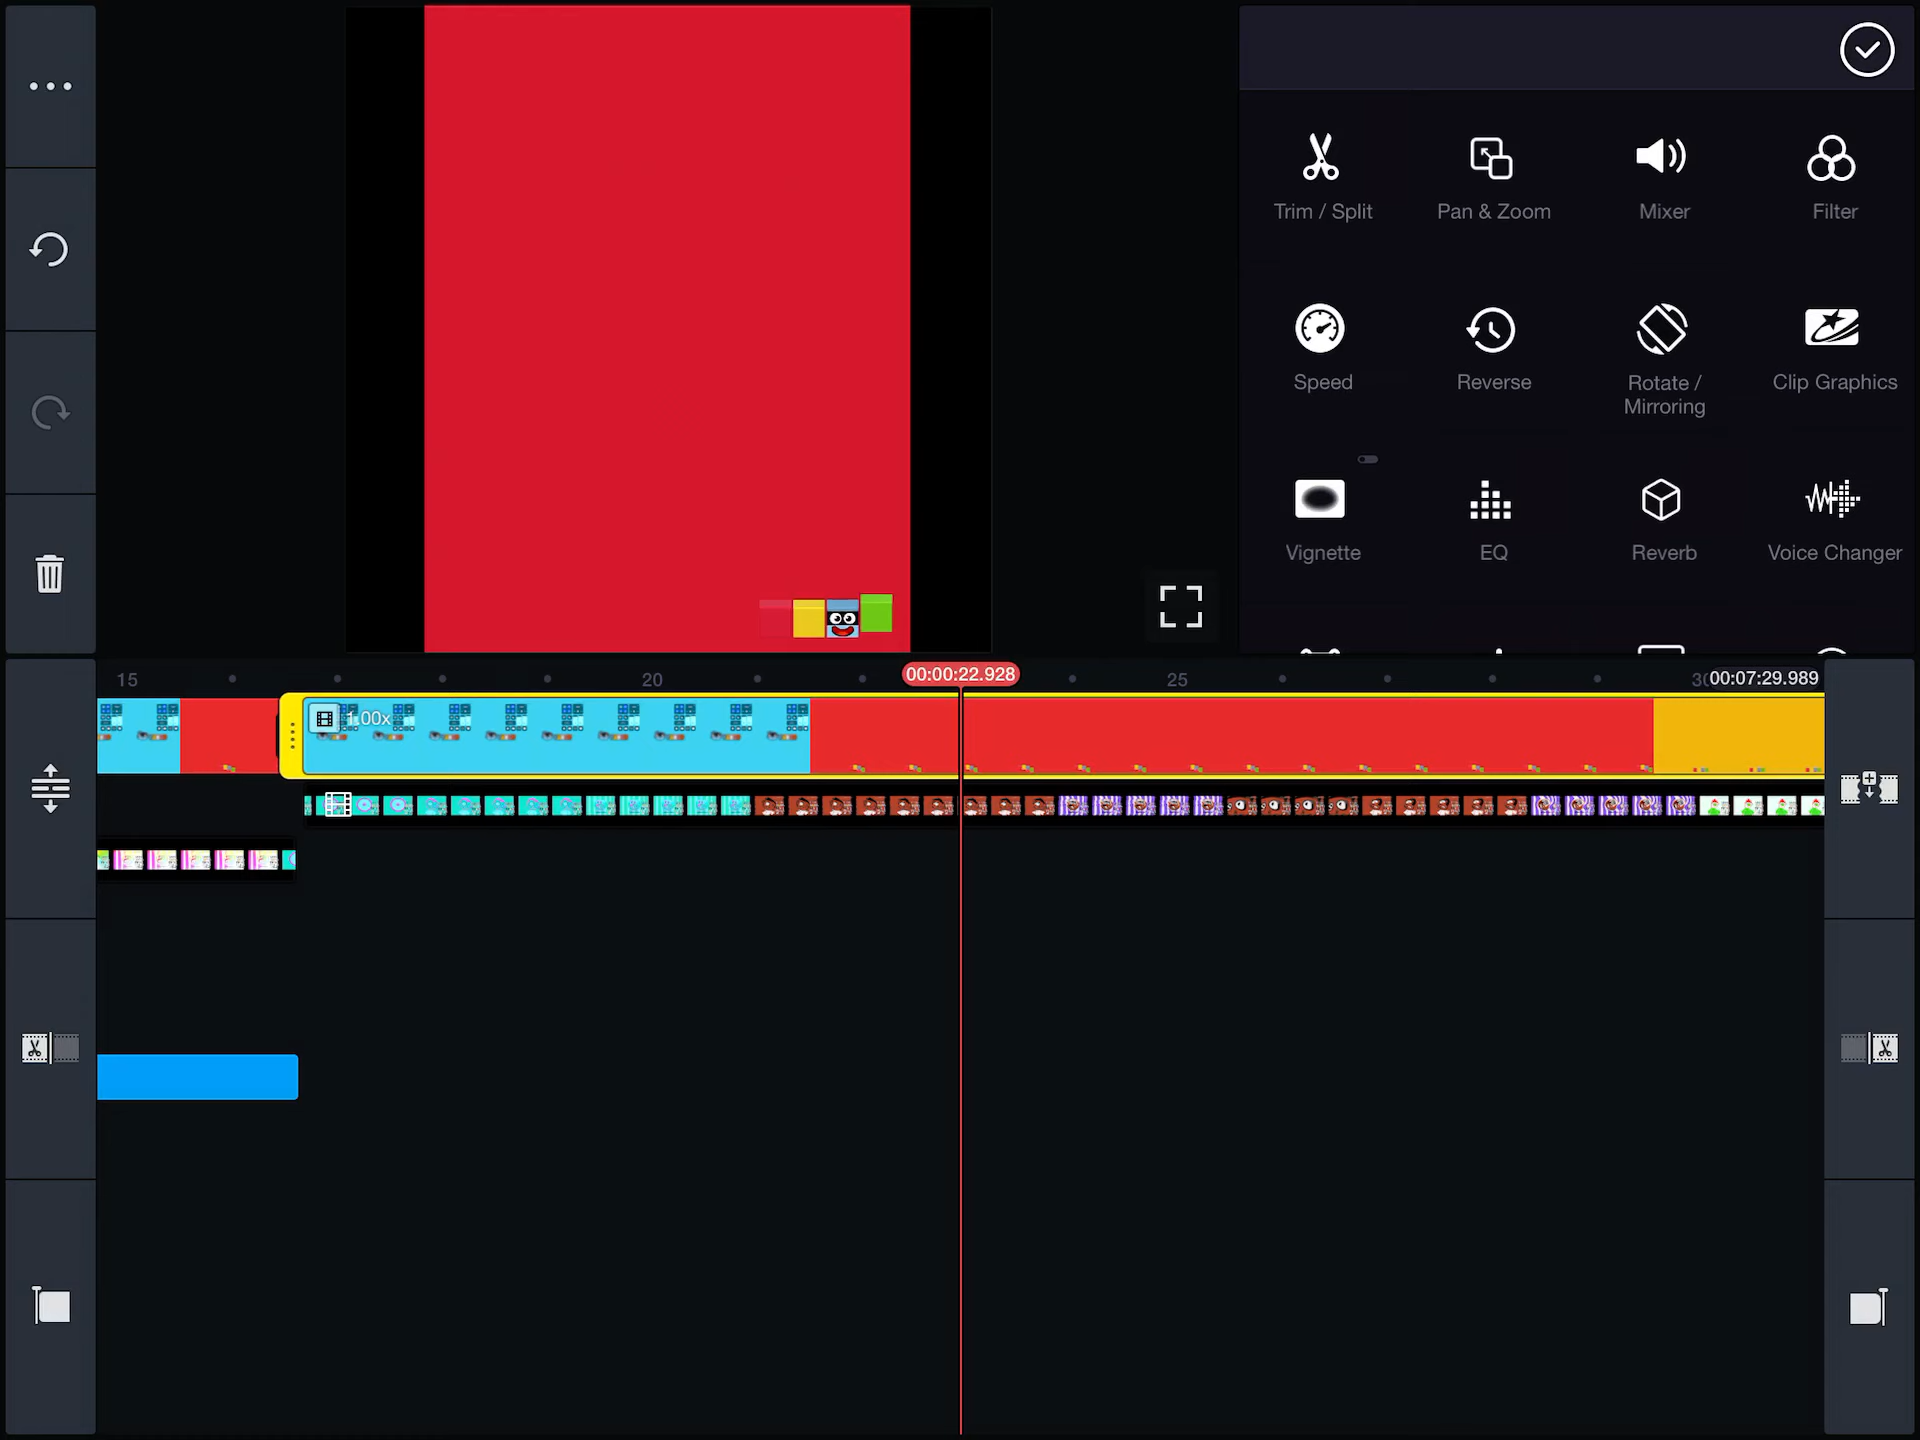 Trim / Split
Pan & Zoom
Mixer
Filter
Speed
Reverse
Rotate /
Mirroring
Clip Graphics
Vignette
EQ
Reverb
Voice Changer
15
20
00:00:22.928
25
00:07:29.989
1.00x